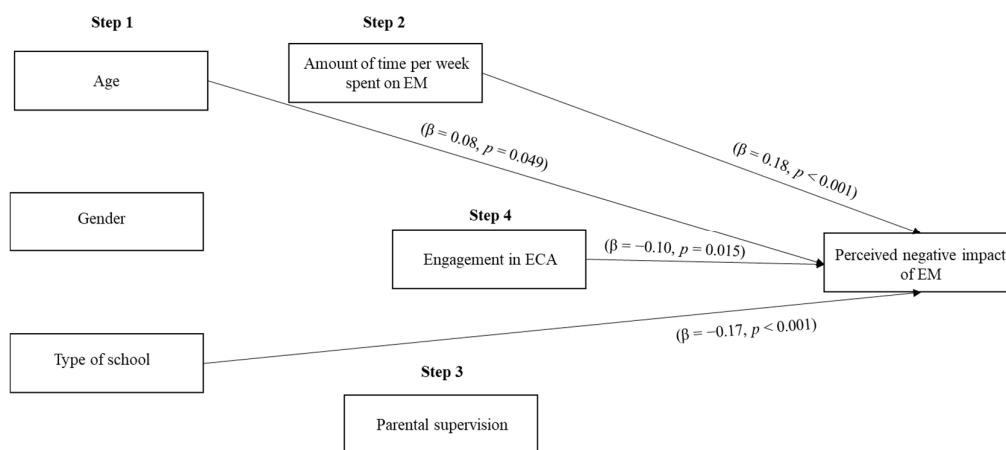 Step 1
Step 2
Age
Amount of time per week
spent on EM
(β = 0.08, p = 0.049)
(β = 0.18, p < 0.001)
Gender
Step 4
Engagement in ECA
(β = −0.10, p = 0.015)
Perceived negative impact
of EM
Type of school
(β = −0.17, p < 0.001)
Step 3
Parental supervision